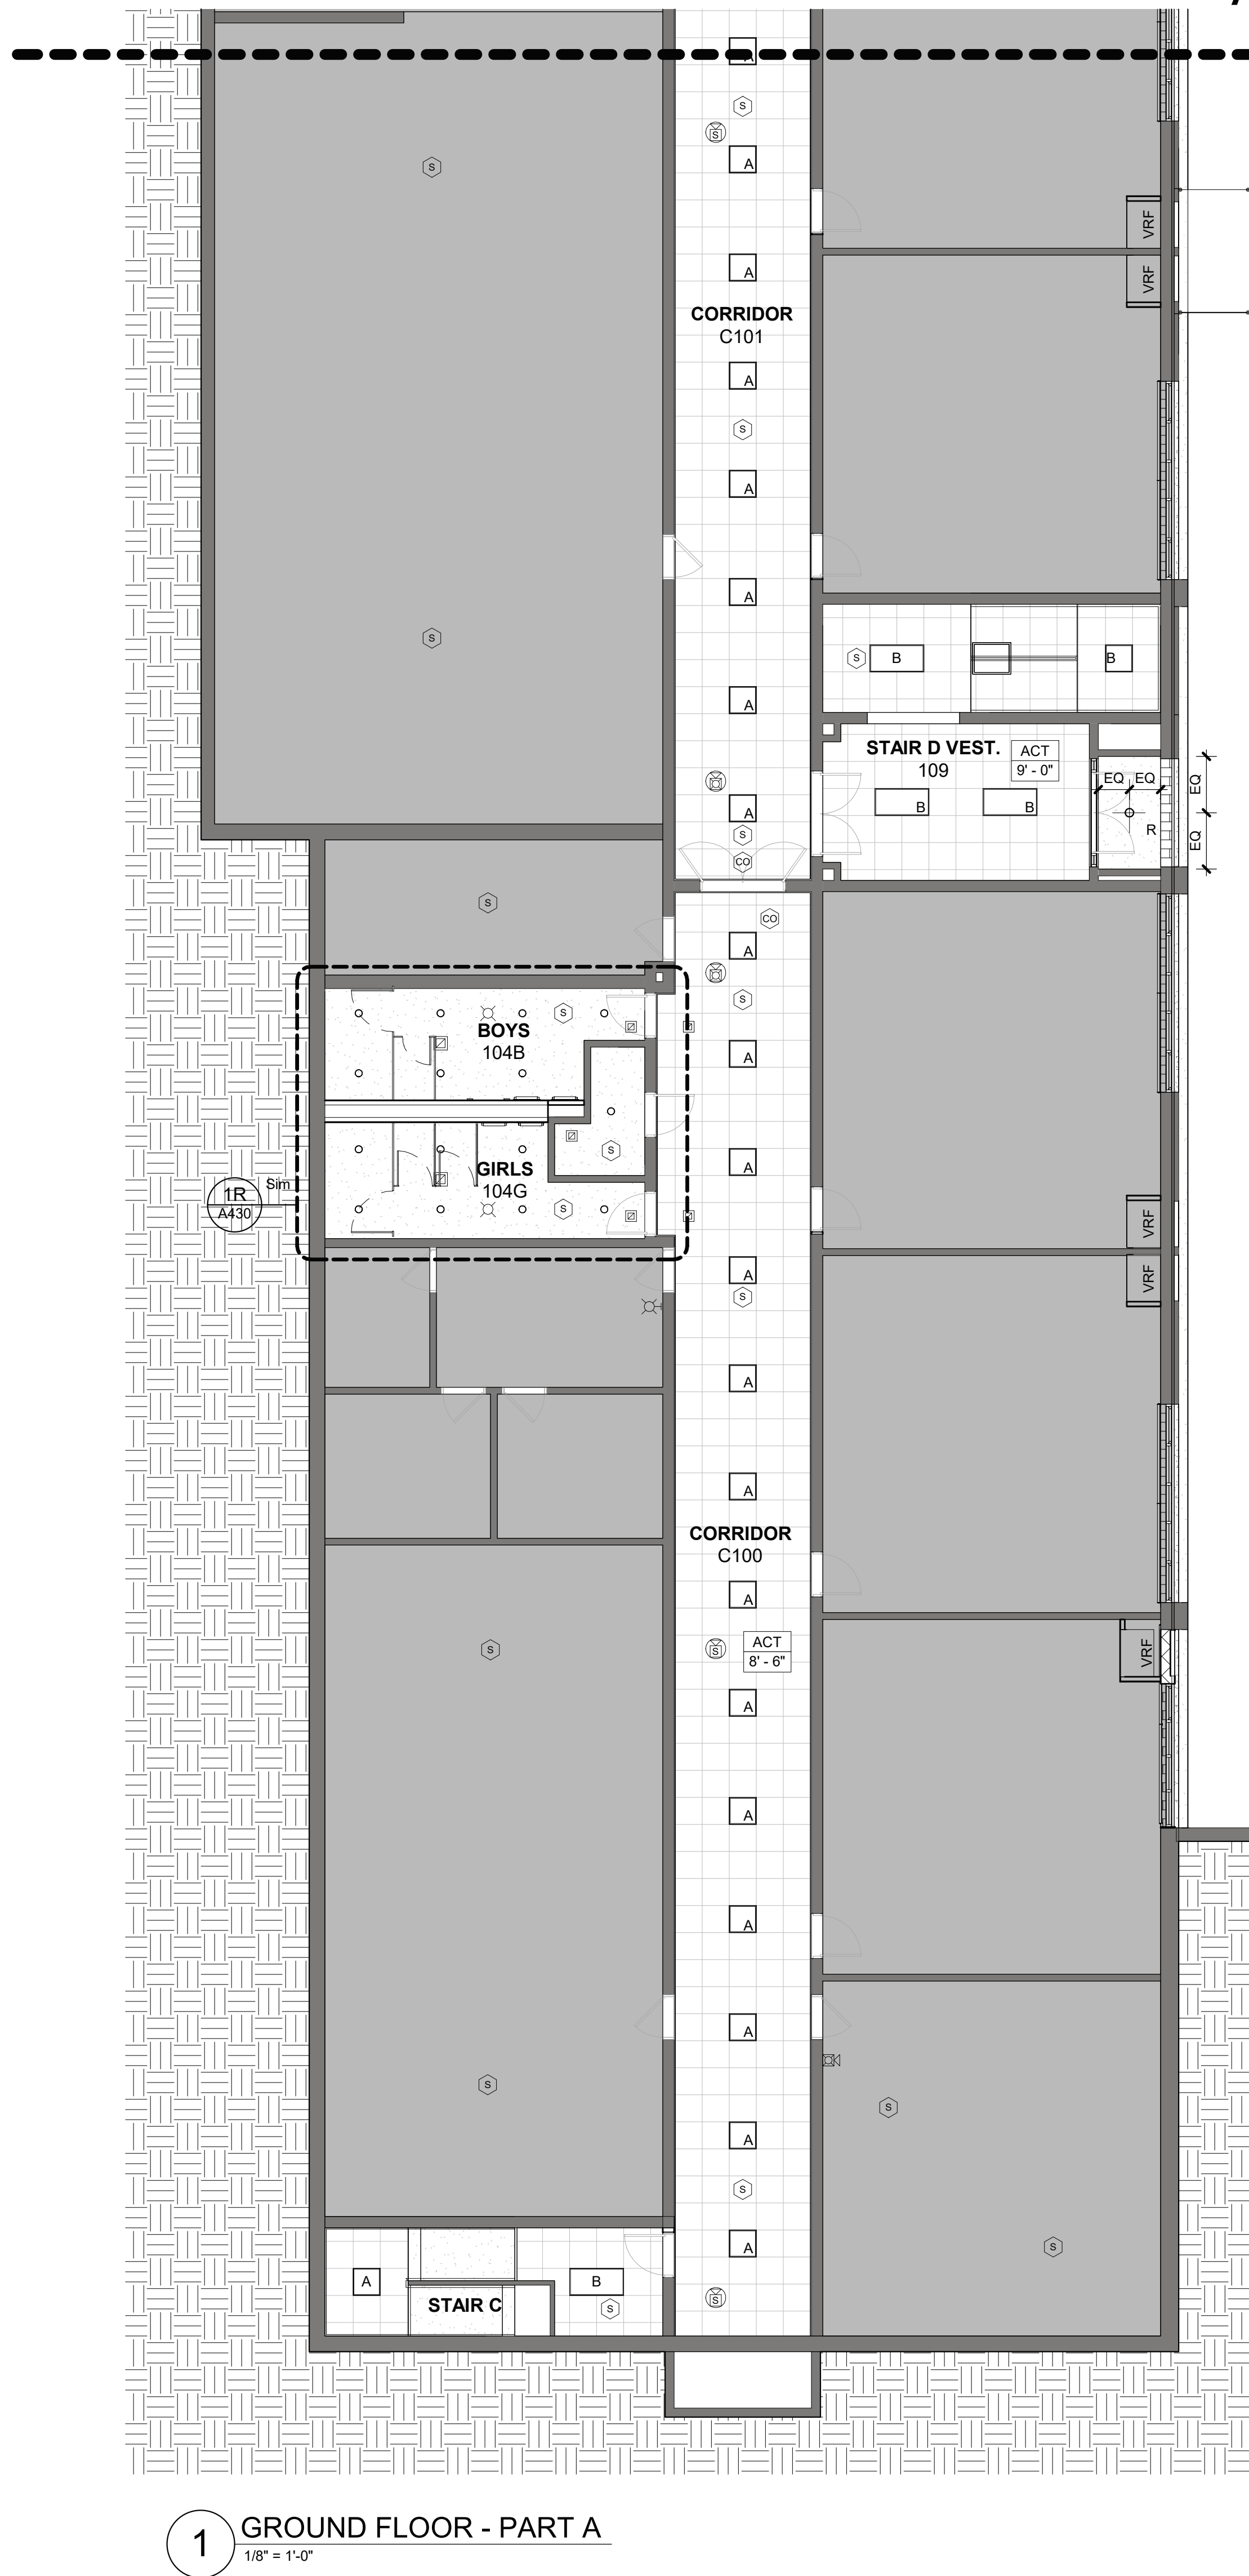 A
S
S
A
S
VRF
A
VRF
CORRIDOR
C101
A
S
A
A
S
S
B
B
A
STAIR D VEST.
109
ACT
9' - 0"
EQ
EQ
EQ
EQ
R
B
B
A
S
CO
S
CO
A
S
S
BOYS
104B
A
S
A
GIRLS
104G
S
1R
A430
Sim
VRF
A
S
VRF
A
A
CORRIDOR
C100
A
S
S
ACT
8' - 6"
VRF
A
A
A
A
S
S
A
S
A
S
A
B
STAIR C
S
S
1
GROUND FLOOR - PART A
1/8" = 1'-0"